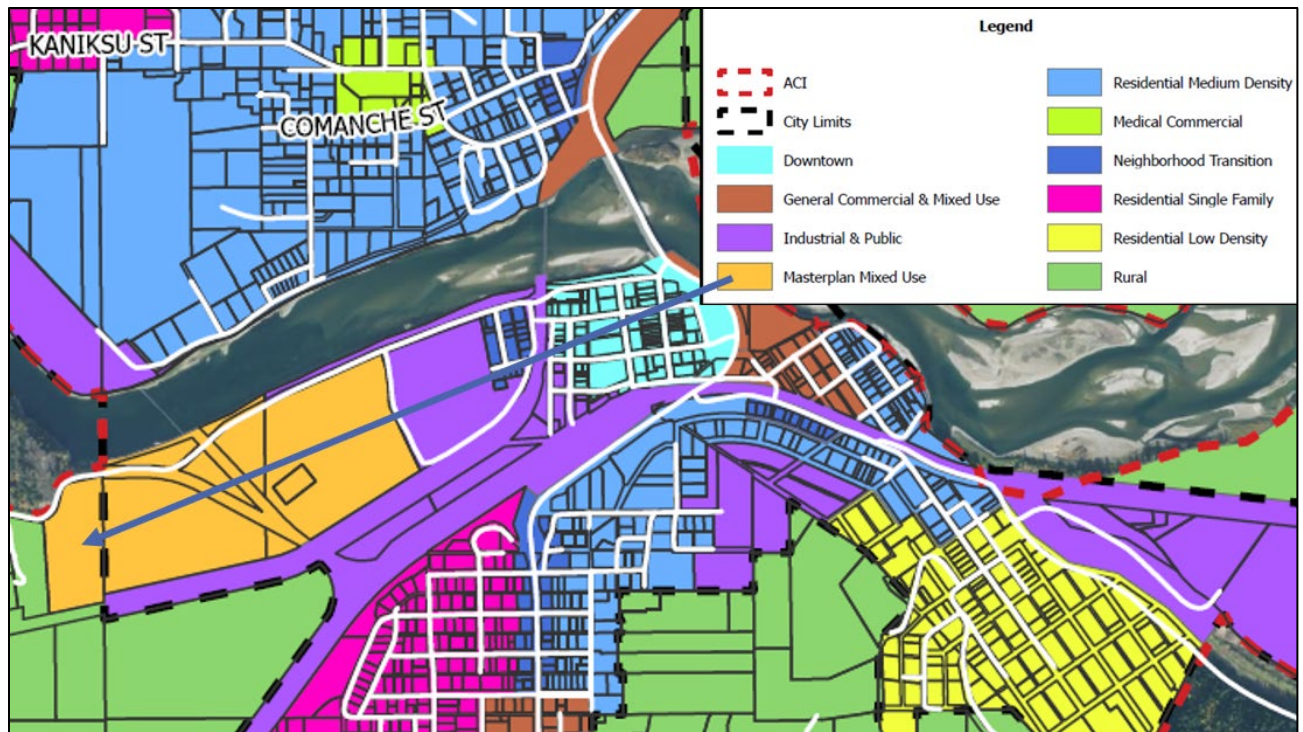 KANIKSU ST
COMANCHE ST
Legend
ACI
City Limits
Downtown
General Commercial & Mixed Use
Industrial & Public
Masterplan Mixed Use
Residential Medium Density
Medical Commercial
Neighborhood Transition
Residential Single Family
Residential Low Density
Rural